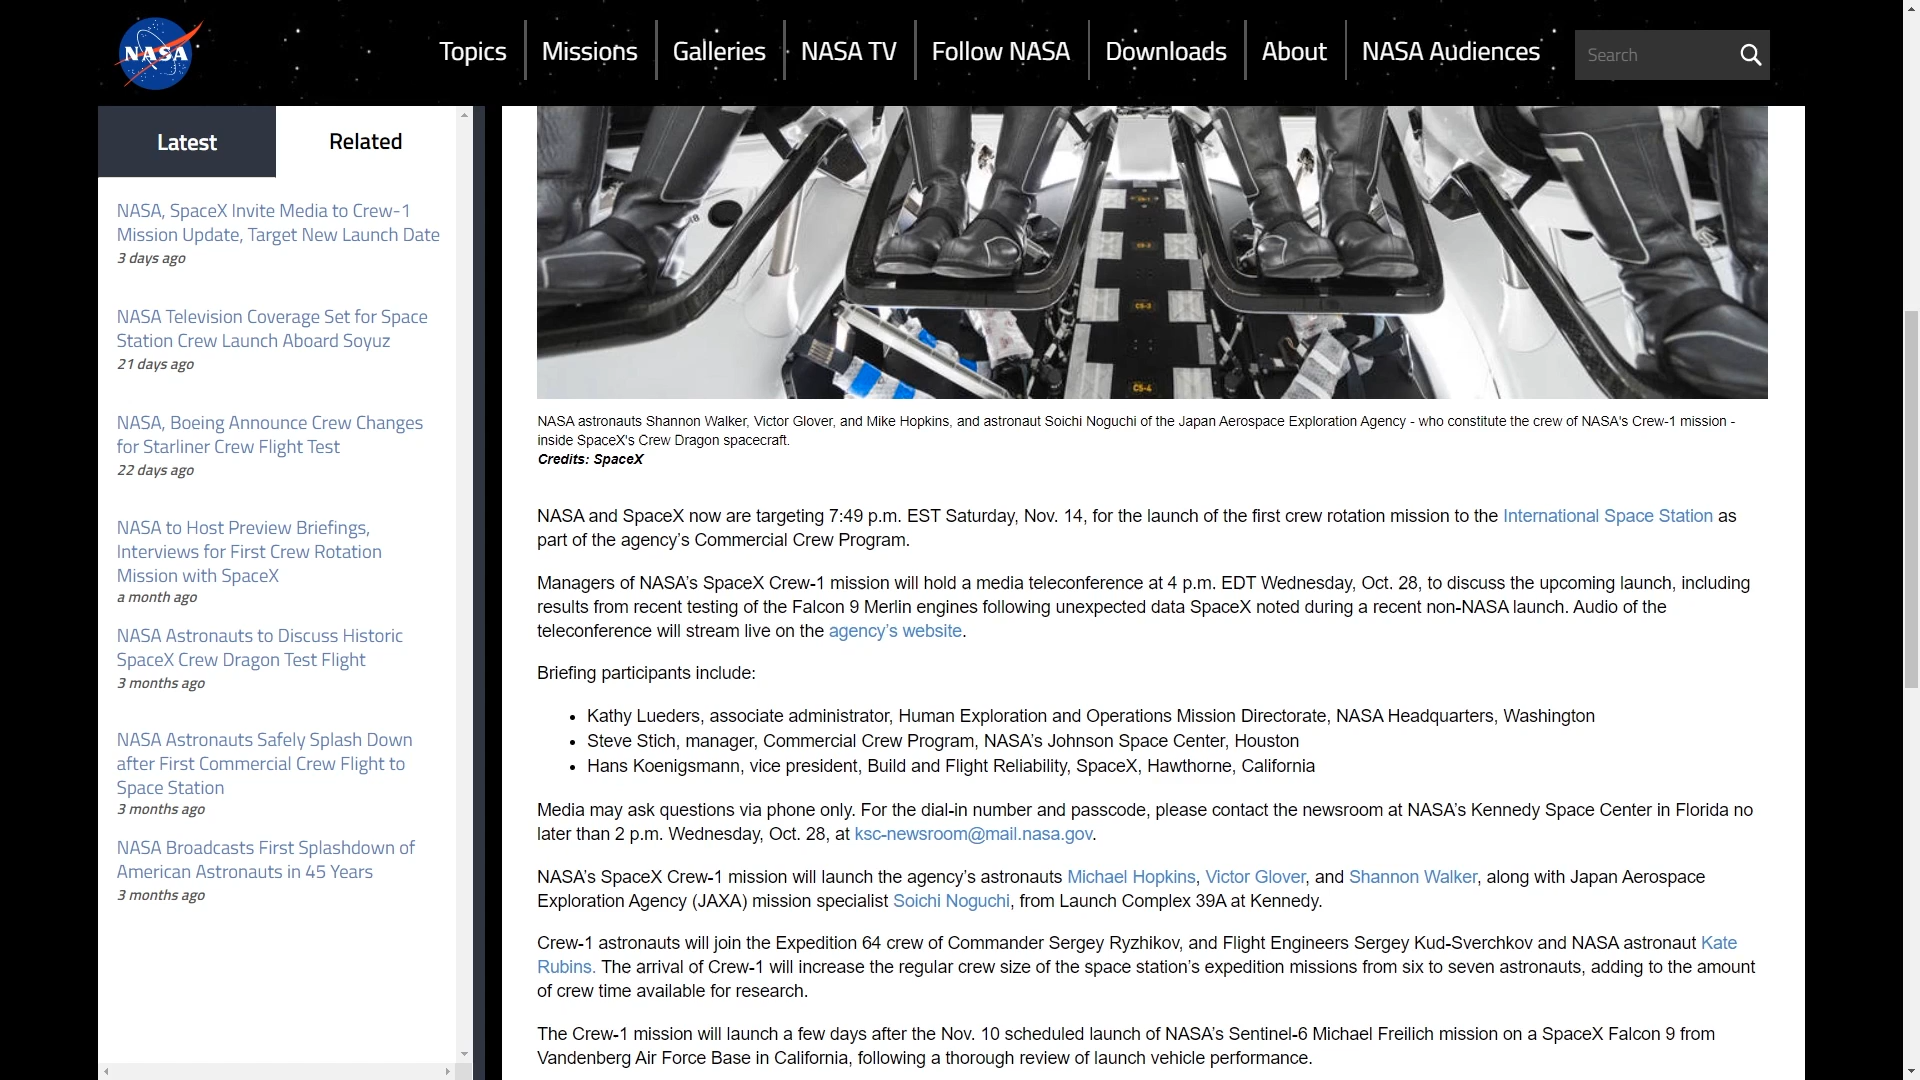 NASA
Topics
Missions
Galleries
NASA TV
Follow NASA
Downloads
About
NASA Audiences
Search
Latest
Related
NASA, SpaceX Invite Media to Crew-1
Mission Update, Target New Launch Date
3 days ago
NASA Television Coverage Set for Space
Station Crew Launch Aboard Soyuz
21 days ago
NASA, Boeing Announce Crew Changes
for Starliner Crew Flight Test
22 days ago
NASA to Host Preview Briefings,
Interviews for First Crew Rotation
Mission with SpaceX
a month ago
NASA Astronauts to Discuss Historic
SpaceX Crew Dragon Test Flight
3 months ago
NASA Astronauts Safely Splash Down
after First Commercial Crew Flight to
Space Station
3 months ago
NASA Broadcasts First Splashdown of
American Astronauts in 45 Years
3 months ago
CS-3
CS-4
NASA astronauts Shannon Walker, Victor Glover, and Mike Hopkins, and astronaut Soichi Noguchi of the Japan Aerospace Exploration Agency - who constitute the crew of NASA's Crew-1 mission -
inside SpaceX's Crew Dragon spacecraft.
Credits: SpaceX
NASA and SpaceX now are targeting 7:49 p.m. EST Saturday, Nov. 14, for the launch of the first crew rotation mission to the International Space Station as
part of the agency’s Commercial Crew Program.
Managers of NASA’s SpaceX Crew-1 mission will hold a media teleconference at 4 p.m. EDT Wednesday, Oct. 28, to discuss the upcoming launch, including
results from recent testing of the Falcon 9 Merlin engines following unexpected data SpaceX noted during a recent non-NASA launch. Audio of the
teleconference will stream live on the agency’s website.
Briefing participants include:
• Kathy Lueders, associate administrator, Human Exploration and Operations Mission Directorate, NASA Headquarters, Washington
• Steve Stich, manager, Commercial Crew Program, NASA’s Johnson Space Center, Houston
• Hans Koenigsmann, vice president, Build and Flight Reliability, SpaceX, Hawthorne, California
Media may ask questions via phone only. For the dial-in number and passcode, please contact the newsroom at NASA’s Kennedy Space Center in Florida no
later than 2 p.m. Wednesday, Oct. 28, at ksc-newsroom@mail.nasa.gov.
NASA’s SpaceX Crew-1 mission will launch the agency’s astronauts Michael Hopkins, Victor Glover, and Shannon Walker, along with Japan Aerospace
Exploration Agency (JAXA) mission specialist Soichi Noguchi, from Launch Complex 39A at Kennedy.
Crew-1 astronauts will join the Expedition 64 crew of Commander Sergey Ryzhikov, and Flight Engineers Sergey Kud-Sverchkov and NASA astronaut Kate
Rubins. The arrival of Crew-1 will increase the regular crew size of the space station’s expedition missions from six to seven astronauts, adding to the amount
of crew time available for research.
The Crew-1 mission will launch a few days after the Nov. 10 scheduled launch of NASA’s Sentinel-6 Michael Freilich mission on a SpaceX Falcon 9 from
Vandenberg Air Force Base in California, following a thorough review of launch vehicle performance.